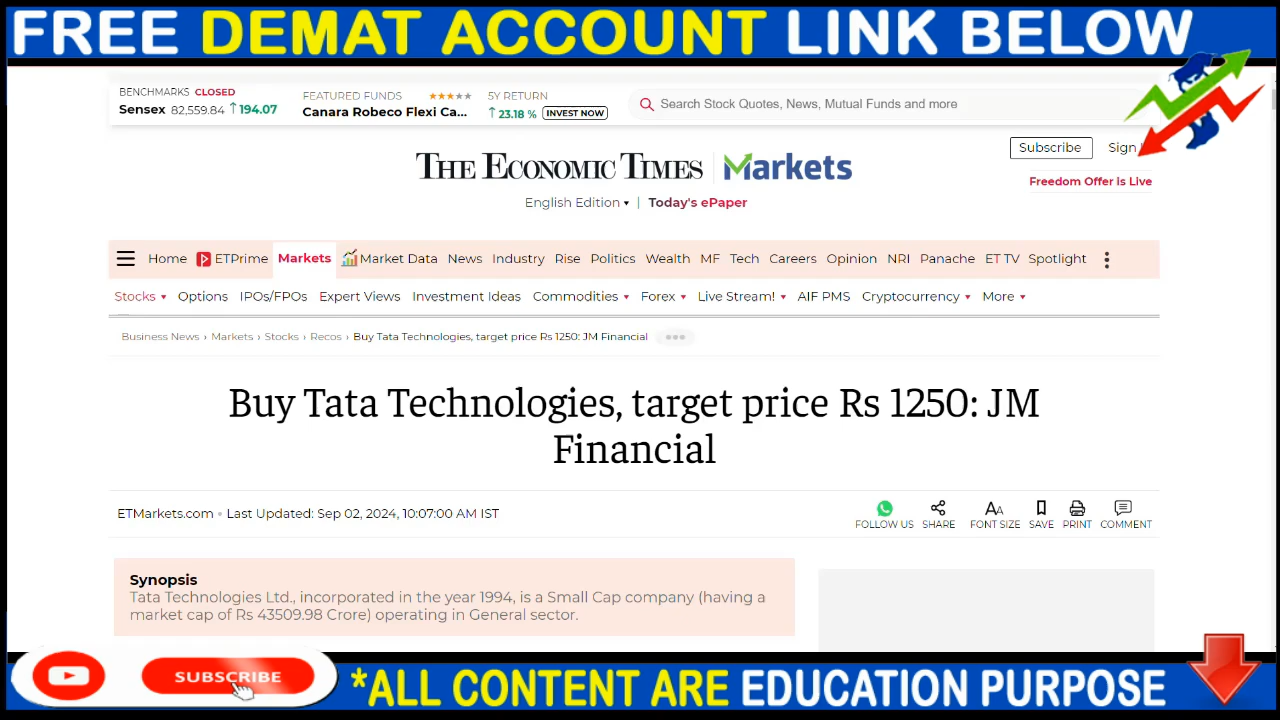 FREE DEMAT ACCOUNT LINK BELOW
BENCHMARKS CLOSED
Sensex 82,559.84 ↑194.07
FEATURED FUNDS ★★★★★
Canara Robeco Flexi Ca...
5Y RETURN
↑23.18 % INVEST NOW
Search Stock Quotes, News, Mutual Funds and more
Subscribe Sign
Freedom Offer is Live
THE ECONOMIC TIMES | Markets
English Edition ▾ | Today's ePaper
Home ETPrime Markets Market Data News Industry Rise Politics Wealth MF Tech Careers Opinion NRI Panache ET TV Spotlight
Stocks ▾ Options IPOs/FPOs Expert Views Investment Ideas Commodities ▾ Forex ▾ Live Stream! ▾ AIF PMS Cryptocurrency ▾ More ▾
Business News › Markets › Stocks › Recos › Buy Tata Technologies, target price Rs 1250: JM Financial
Buy Tata Technologies, target price Rs 1250: JM
Financial
ETMarkets.com • Last Updated: Sep 02, 2024, 10:07:00 AM IST
FOLLOW US SHARE FONT SIZE SAVE PRINT COMMENT
Synopsis
Tata Technologies Ltd., incorporated in the year 1994, is a Small Cap company (having a
market cap of Rs 43509.98 Crore) operating in General sector.
SUBSCRIBE
*ALL CONTENT ARE EDUCATION PURPOSE